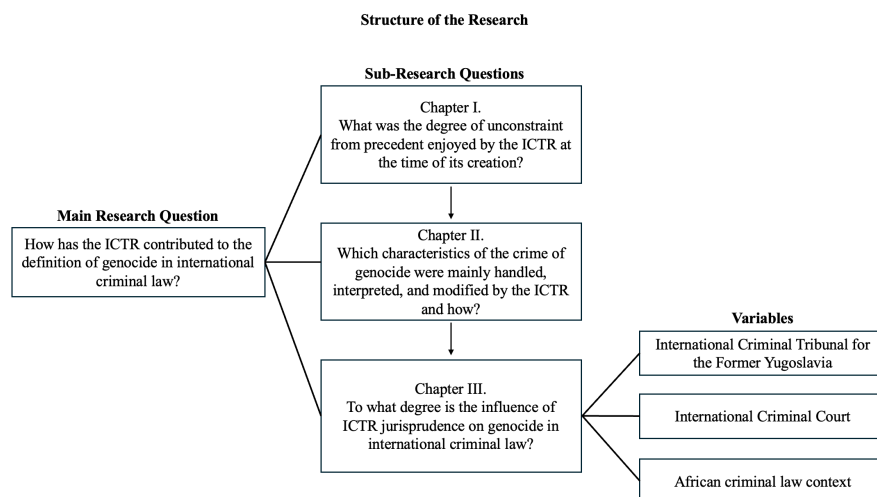 Structure of the Research
Sub-Research Questions
Chapter I.
What was the degree of unconstraint
from precedent enjoyed by the ICTR at
the time of its creation?
Main Research Question
How has the ICTR contributed to the
definition of genocide in international
criminal law?
Chapter II.
Which characteristics of the crime of
genocide were mainly handled,
interpreted, and modified by the ICTR
and how?
Chapter III.
To what degree is the influence of
ICTR jurisprudence on genocide in
international criminal law?
Variables
International Criminal Tribunal for
the Former Yugoslavia
International Criminal Court
African criminal law context